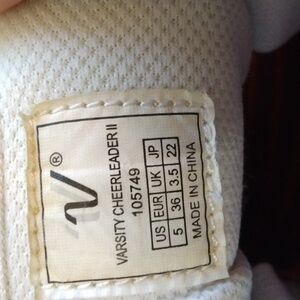 V®
VARSITY CHEERLEADER II
105749
US EUR UK JP
5 36 3.5 22
MADE IN CHINA